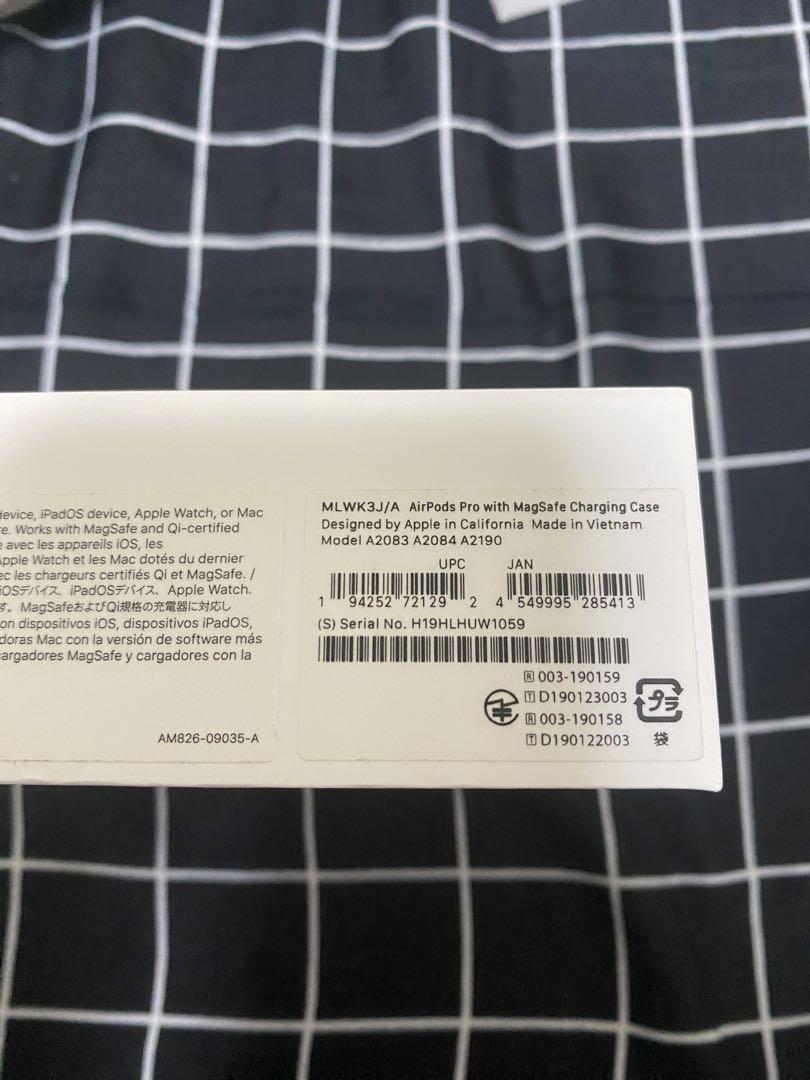 device, iPadOS device, Apple Watch, or Mac
re. Works with MagSafe and Qi-certified
avec les appareils iOS, les
Apple Watch et les Mac dotés du dernier
ec les chargeurs certifiés Qi et MagSafe. /
iOSデバイス、iPadOSデバイス、Apple Watch.
す。MagSafeおよびQi規格の充電器に対応し
on dispositivos iOS, dispositivos iPadOS,
doras Mac con la versión de software más
cargadores MagSafe y cargadores con la
AM826-09035-A
MLWK3J/A AirPods Pro with MagSafe Charging Case
Designed by Apple in California Made in Vietnam
Model A2083 A2084 A2190
UPC JAN
1 94252 72129 2 4 549995 285413
(S) Serial No. H19HLHUW1059
R 003-190159
T D190123003
R 003-190158
T D190122003
プラ
袋